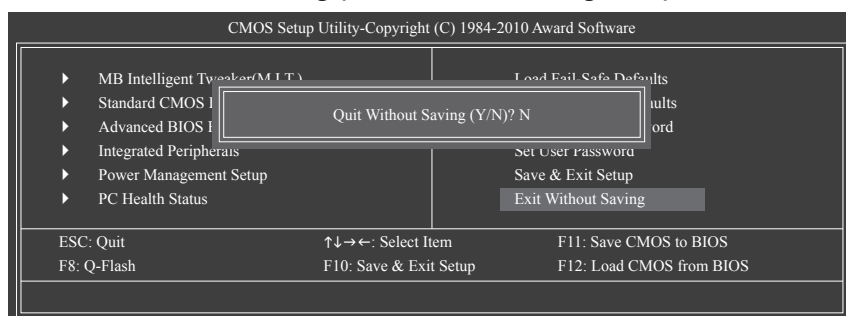 CMOS Setup Utility-Copyright (C) 1984-2010 Award Software
MB Intelligent Tweaker(M.I.T.)
Standard CMOS
Advanced BIOS
Integrated Peripherals
Power Management Setup
PC Health Status
Load Fail-Safe Defaults
Set User Password
Save & Exit Setup
Exit Without Saving
Quit Without Saving (Y/N)? N
ESC: Quit
↑↓→←: Select Item
F11: Save CMOS to BIOS
F8: Q-Flash
F10: Save & Exit Setup
F12: Load CMOS from BIOS